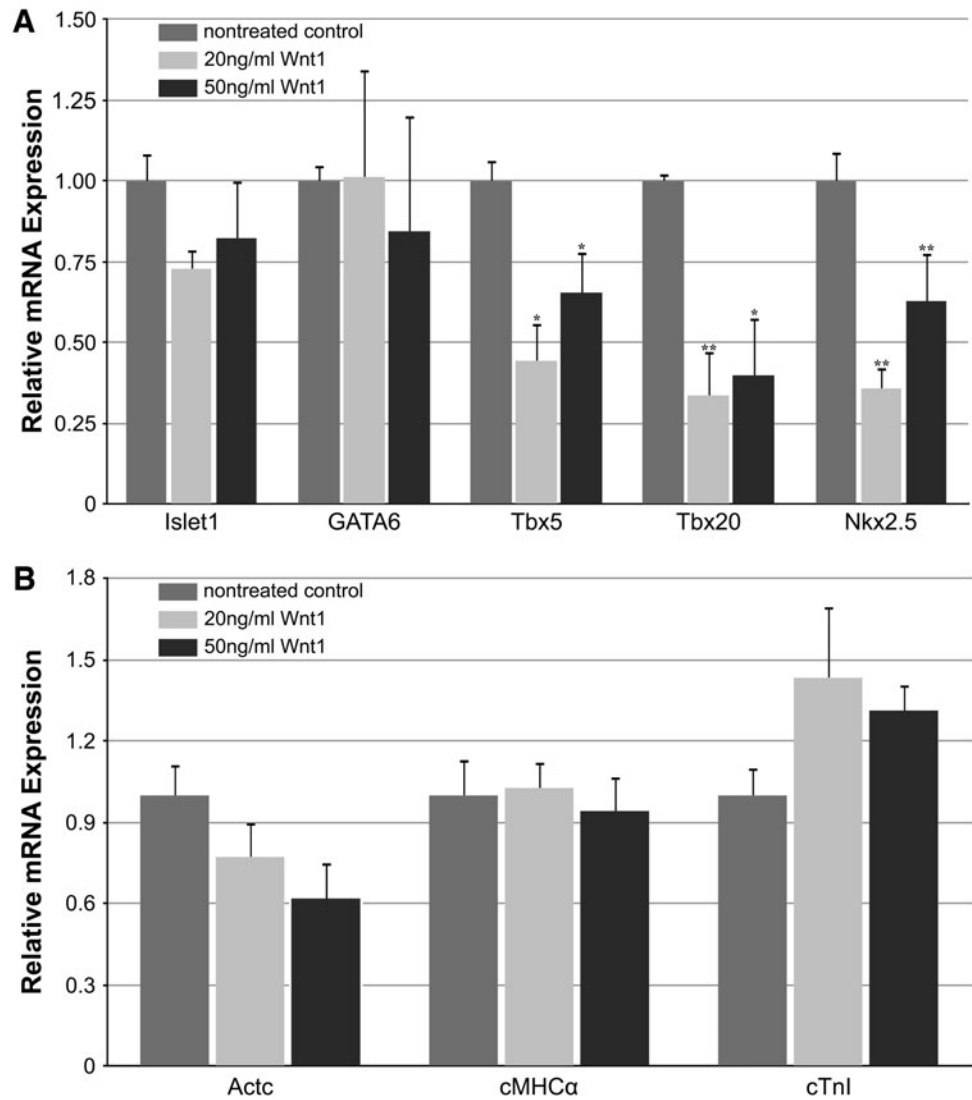 A
nontreated control
20ng/ml Wnt1
50ng/ml Wnt1
Relative mRNA Expression
1.50
1.25
1.00
0.75
0.50
0.25
0
* * ** * ** **
Islet1 GATA6 Tbx5 Tbx20 Nkx2.5
B
nontreated control
20ng/ml Wnt1
50ng/ml Wnt1
Relative mRNA Expression
1.8
1.5
1.2
0.9
0.6
0.3
0
Actc cMHCα cTnI